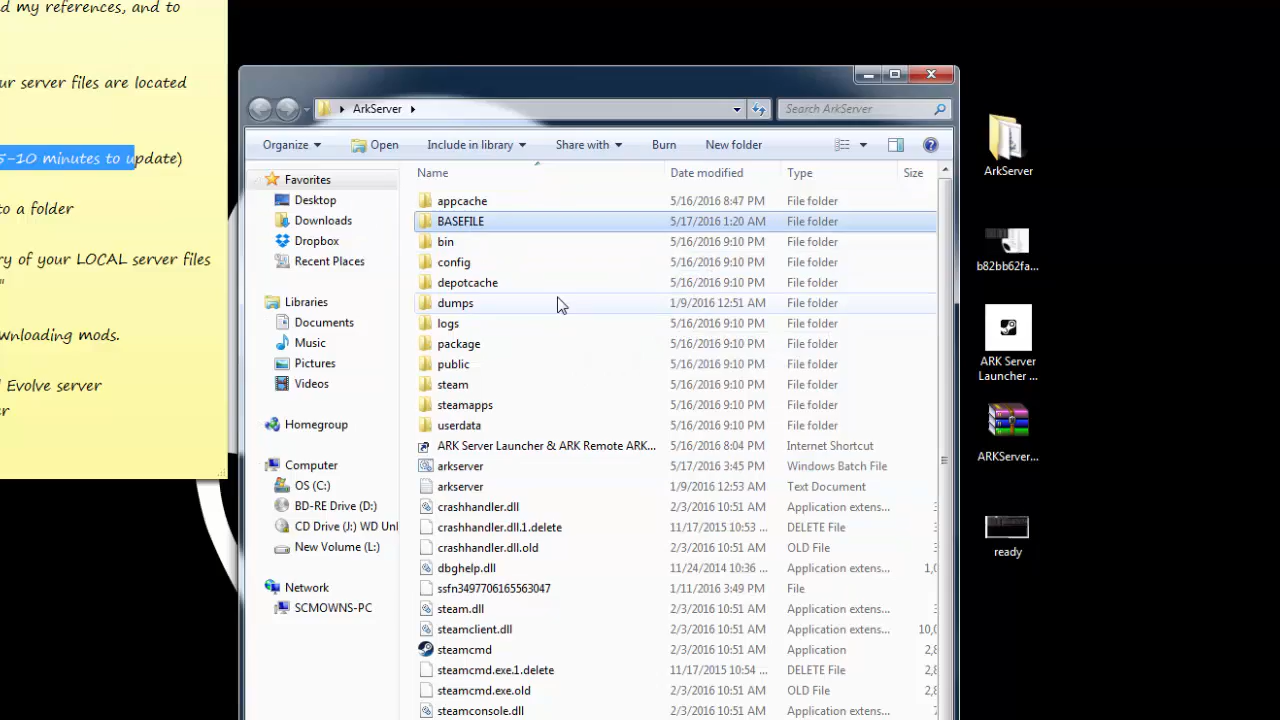 d my references, and to
ur server files are located
5-10 minutes to update)
to a folder
ry of your LOCAL server files
"
wnloading mods.
l Evolve server
er
ArkServer
Search ArkServer
Organize Open Include in library Share with Burn New folder
Favorites
Desktop
Downloads
Dropbox
Recent Places
Libraries
Documents
Music
Pictures
Videos
Homegroup
Computer
OS (C:)
BD-RE Drive (D:)
CD Drive (J:) WD Unl
New Volume (L:)
Network
SCMOWNS-PC
Name Date modified Type Size
appcache 5/16/2016 8:47 PM File folder
BASEFILE 5/17/2016 1:20 AM File folder
bin 5/16/2016 9:10 PM File folder
config 5/16/2016 9:10 PM File folder
depotcache 5/16/2016 9:10 PM File folder
dumps 1/9/2016 12:51 AM File folder
logs 5/16/2016 9:10 PM File folder
package 5/16/2016 9:10 PM File folder
public 5/16/2016 9:10 PM File folder
steam 5/16/2016 9:10 PM File folder
steamapps 5/16/2016 9:10 PM File folder
userdata 5/16/2016 9:10 PM File folder
ARK Server Launcher & ARK Remote ARK... 5/16/2016 8:04 PM Internet Shortcut
arkserver 5/17/2016 3:45 PM Windows Batch File
arkserver 1/9/2016 12:53 AM Text Document
crashhandler.dll 2/3/2016 10:51 AM Application extens...
crashhandler.dll.1.delete 11/17/2015 10:53 ... DELETE File
crashhandler.dll.old 2/3/2016 10:51 AM OLD File
dbghelp.dll 11/24/2014 10:36 ... Application extens... 1,0
ssfn3497706165563047 1/11/2016 3:49 PM File
steam.dll 2/3/2016 10:51 AM Application extens...
steamclient.dll 2/3/2016 10:51 AM Application extens... 10,0
steamcmd 2/3/2016 10:51 AM Application 2,8
steamcmd.exe.1.delete 11/17/2015 10:54 ... DELETE File 2,8
steamcmd.exe.old 2/3/2016 10:51 AM OLD File 2,8
steamconsole.dll 2/3/2016 10:51 AM Application extens...
ArkServer
b82bb62fa...
ARK Server
Launcher ...
ARKServer...
ready